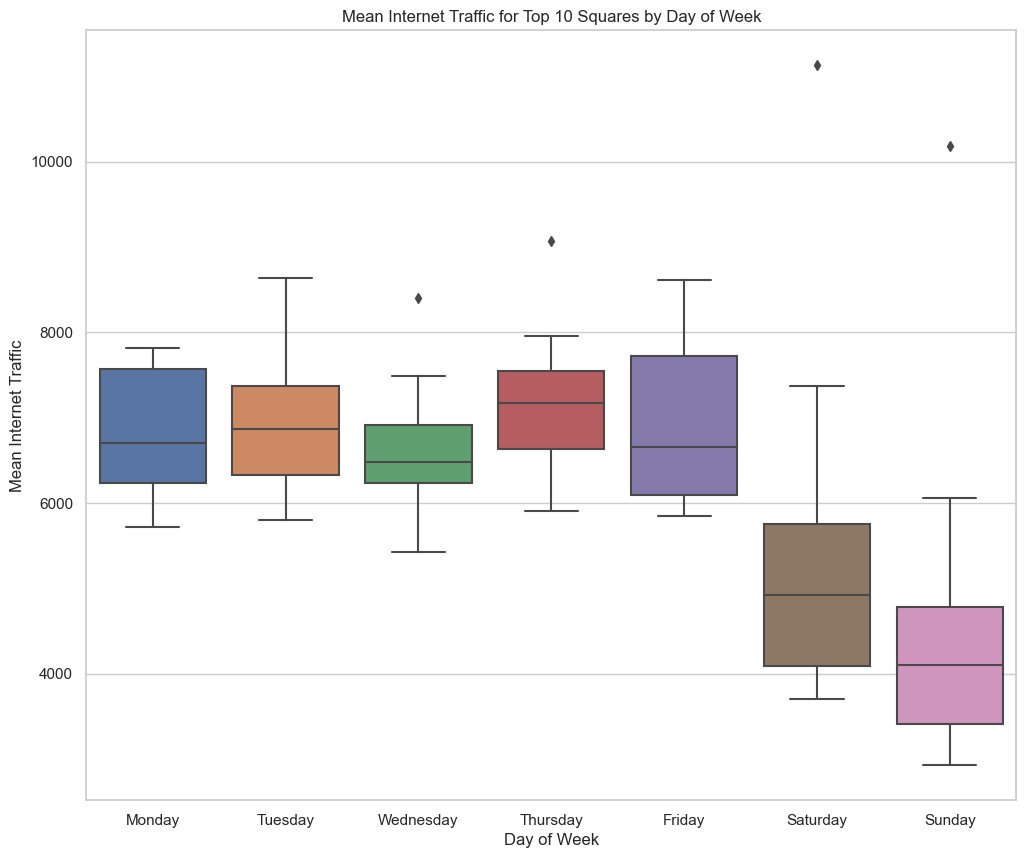 Mean Internet Traffic for Top 10 Squares by Day of Week
Mean Internet Traffic
10000
8000
6000
4000
Monday Tuesday Wednesday Thursday Friday Saturday Sunday
Day of Week